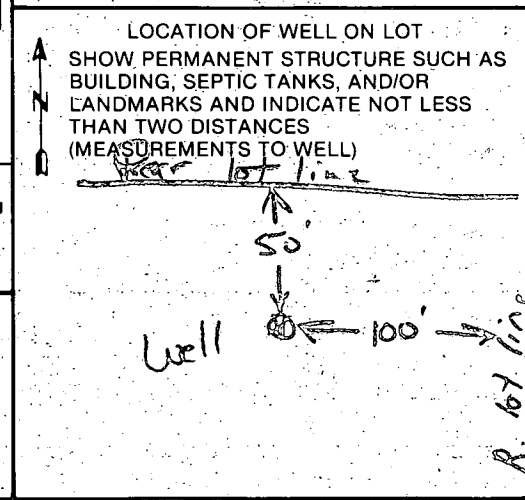 LOCATION OF WELL ON LOT
SHOW PERMANENT STRUCTURE SUCH AS
BUILDING, SEPTIC TANKS, AND/OR
N LANDMARKS AND INDICATE NOT LESS
THAN TWO DISTANCES
(MEASUREMENTS TO WELL)
Rear lot line
50'
Well
100'
R. lot line